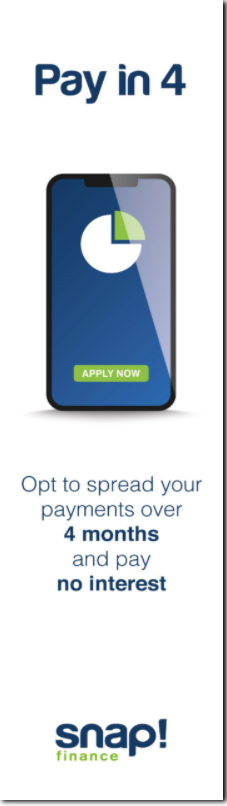 Pay in 4
APPLY NOW
Opt to spread your
payments over
4 months
and pay
no interest
snap!
finance